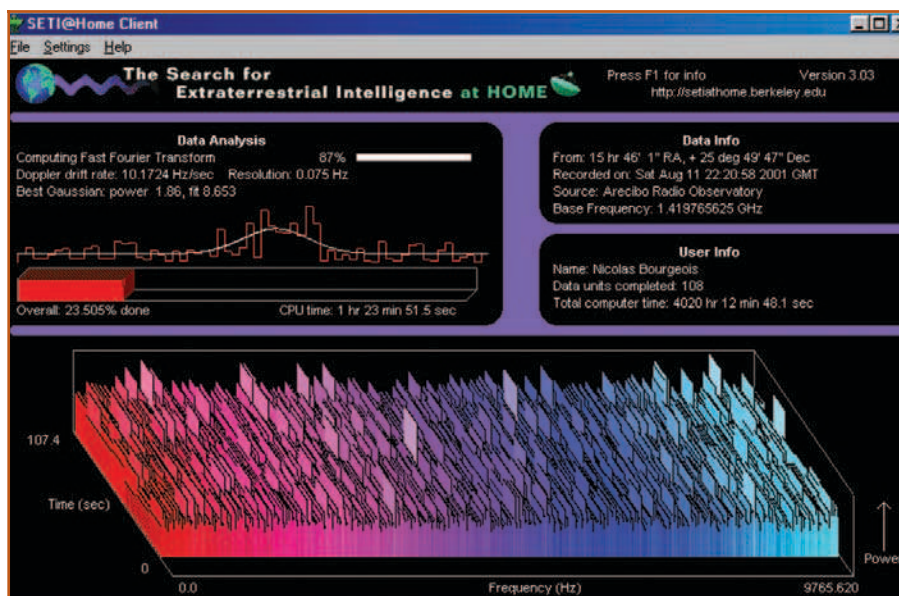 SETI@Home Client
File Settings Help
The Search for
Extraterrestrial Intelligence at HOME
Press F1 for info Version 3.03
http://setiathome.berkeley.edu
Data Analysis
Computing Fast Fourier Transform 87%
Doppler drift rate: 10.1724 Hz/sec Resolution: 0.075 Hz
Best Gaussian: power 1.86, fit 8.653
Overall: 23.505% done CPU time: 1 hr 23 min 51.5 sec
Data Info
From: 15 hr 46' 1" RA, + 25 deg 49' 47" Dec
Recorded on: Sat Aug 11 22:20:58 2001 GMT
Source: Arecibo Radio Observatory
Base Frequency: 1.419765625 GHz
User Info
Name: Nicolas Bourgeois
Data units completed: 108
Total computer time: 4020 hr 12 min 48.1 sec
107.4
Time (sec)
0
0.0 Frequency (Hz) 9765.620
Power